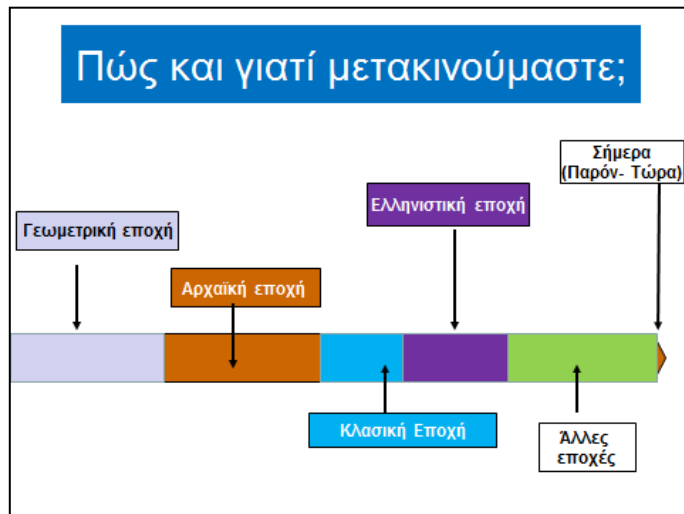 Πώς και γιατί μετακινούμαστε;
Σήμερα
(Παρόν- Τώρα)
Ελληνιστική εποχή
Γεωμετρική εποχή
Αρχαϊκή εποχή
Κλασική Εποχή
Άλλες
εποχές